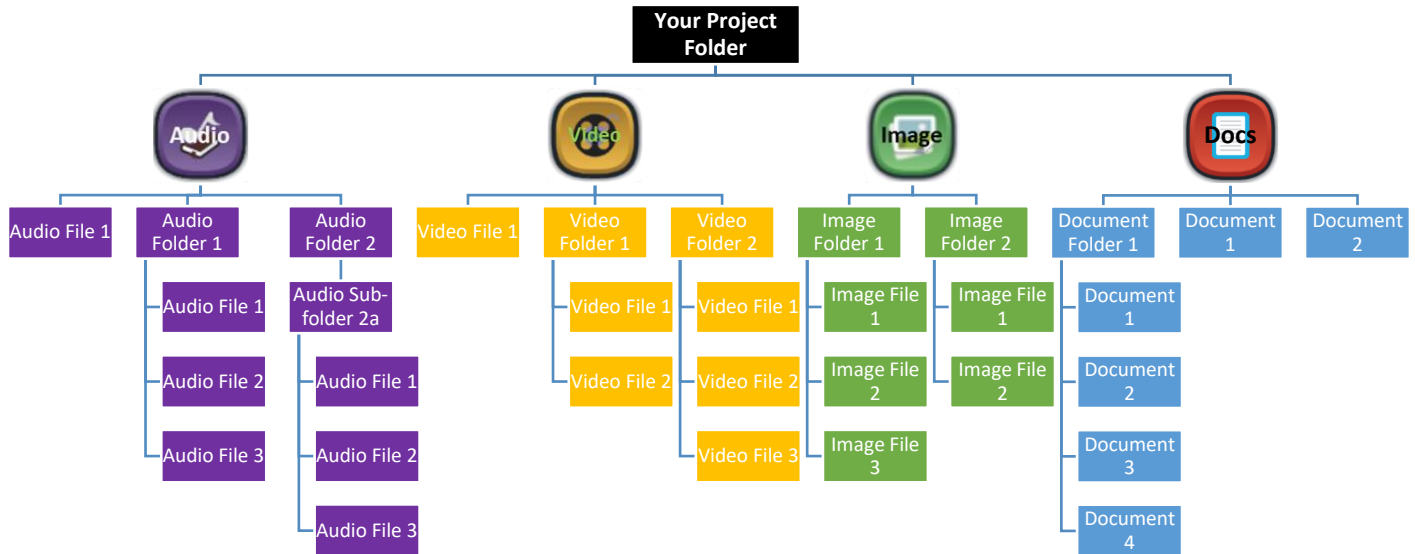 Your Project
Folder
Audio
Video
Image
Docs
Audio File 1
Audio
Folder 1
Audio
Folder 2
Video File 1
Video
Folder 1
Video
Folder 2
Image
Folder 1
Image
Folder 2
Document
Folder 1
Document
1
Document
2
Audio File 1
Audio Sub-
folder 2a
Video File 1
Video File 1
Image File
1
Image File
1
Document
1
Audio File 2
Audio File 1
Video File 2
Video File 2
Image File
2
Image File
2
Document
2
Audio File 3
Audio File 2
Video File 3
Image File
3
Document
3
Audio File 3
Document
4